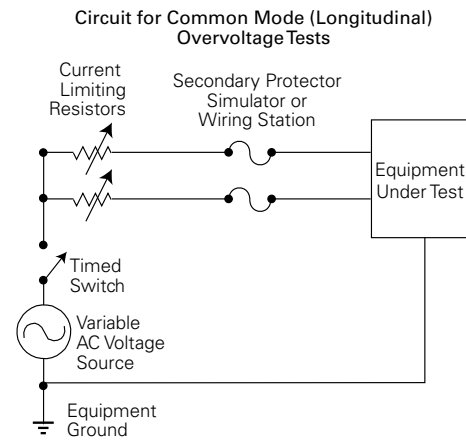 Circuit for Common Mode (Longitudinal)
Overvoltage Tests
Current
Limiting
Resistors
Secondary Protector
Simulator or
Wiring Station
Equipment
Under Test
Timed
Switch
Variable
AC Voltage
Source
Equipment
Ground